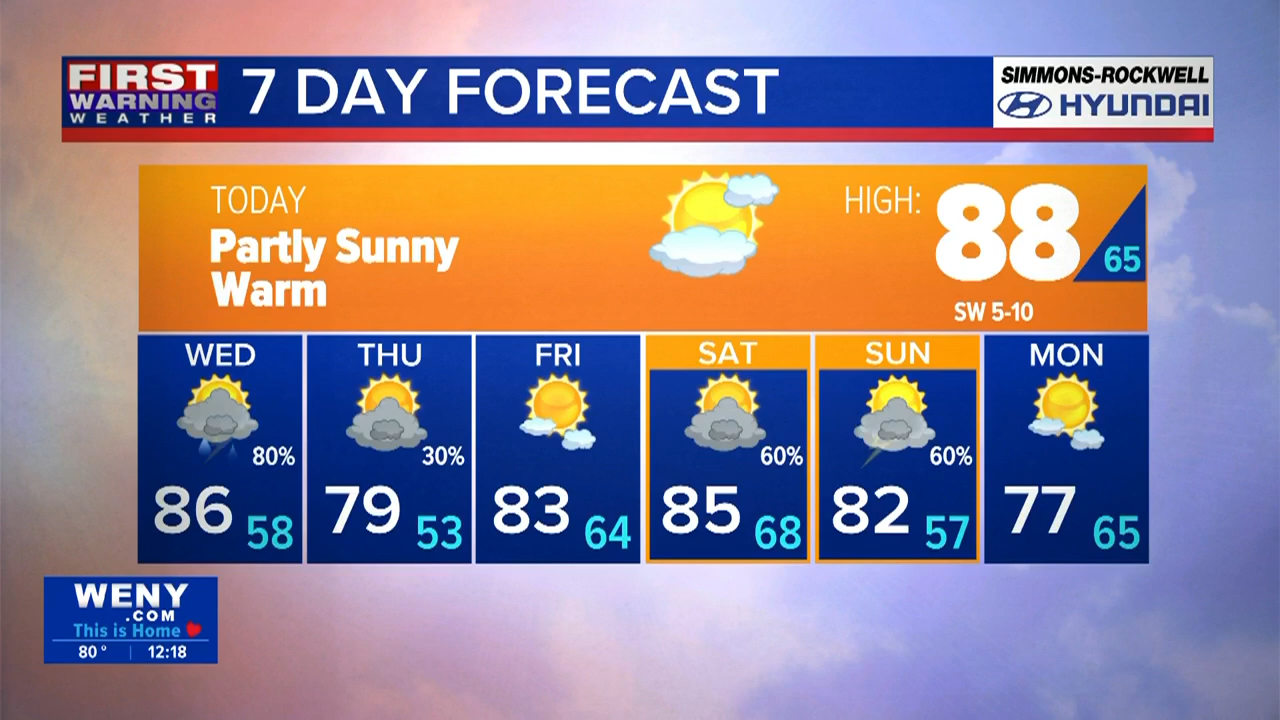 FIRST
WARNING
WEATHER
7 DAY FORECAST
SIMMONS-ROCKWELL
HYUNDAI
TODAY
Partly Sunny
Warm
HIGH:
88
65
SW 5-10
WED
80%
86 58
THU
30%
79 53
FRI
83 64
SAT
60%
85 68
SUN
60%
82 57
MON
77 65
WENY
.COM
This is Home
80° | 12:18